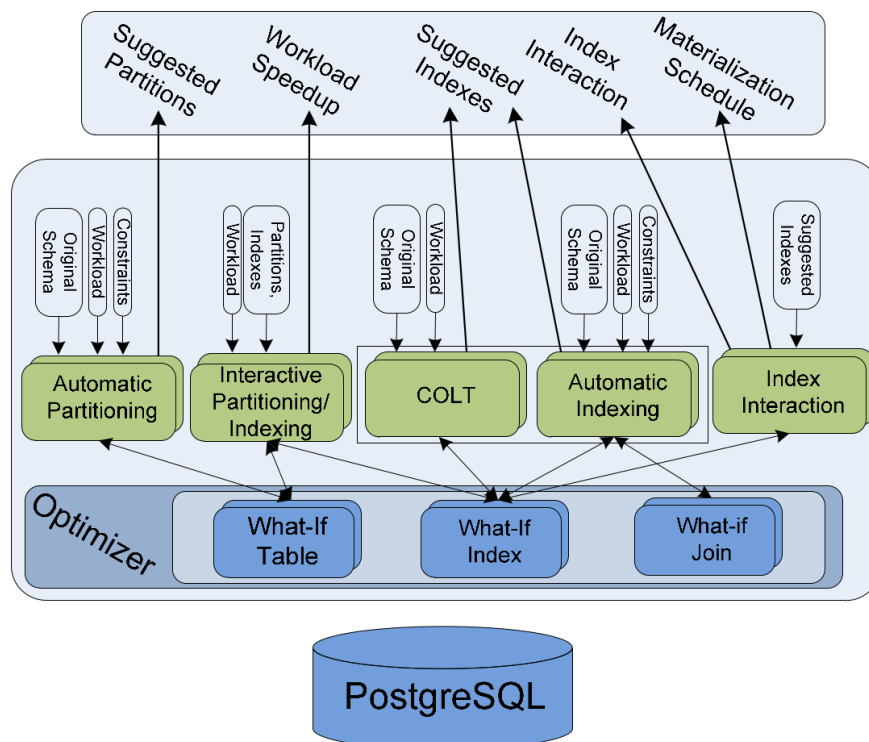 Suggested
Partitions
Workload
Speedup
Suggested
Indexes
Index
Interaction
Materialization
Schedule
Original
Schema
Workload
Constraints
Workload
Partitions,
Indexes
Original
Schema
Workload
Original
Schema
Workload
Constraints
Suggested
Indexes
Automatic
Partitioning
Interactive
Partitioning/
Indexing
COLT
Automatic
Indexing
Index
Interaction
Optimizer
What-If
Table
What-If
Index
What-if
Join
PostgreSQL